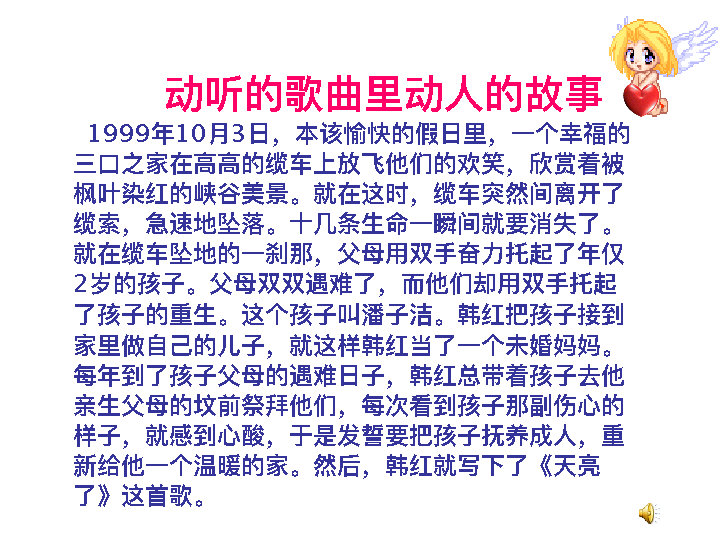 动听的歌曲里动人的故事
1999年10月3日，本该愉快的假日里，一个幸福的
三口之家在高高的缆车上放飞他们的欢笑，欣赏着被
枫叶染红的峡谷美景。就在这时，缆车突然间离开了
缆索，急速地坠落。十几条生命一瞬间就要消失了。
就在缆车坠地的一刹那，父母用双手奋力托起了年仅
2岁的孩子。父母双双遇难了，而他们却用双手托起
了孩子的重生。这个孩子叫潘子洁。韩红把孩子接到
家里做自己的儿子，就这样韩红当了一个未婚妈妈。
每年到了孩子父母的遇难日子，韩红总带着孩子去他
亲生父母的坟前祭拜他们，每次看到孩子那副伤心的
样子，就感到心酸，于是发誓要把孩子抚养成人，重
新给他一个温暖的家。然后，韩红就写下了《天亮
了》这首歌。